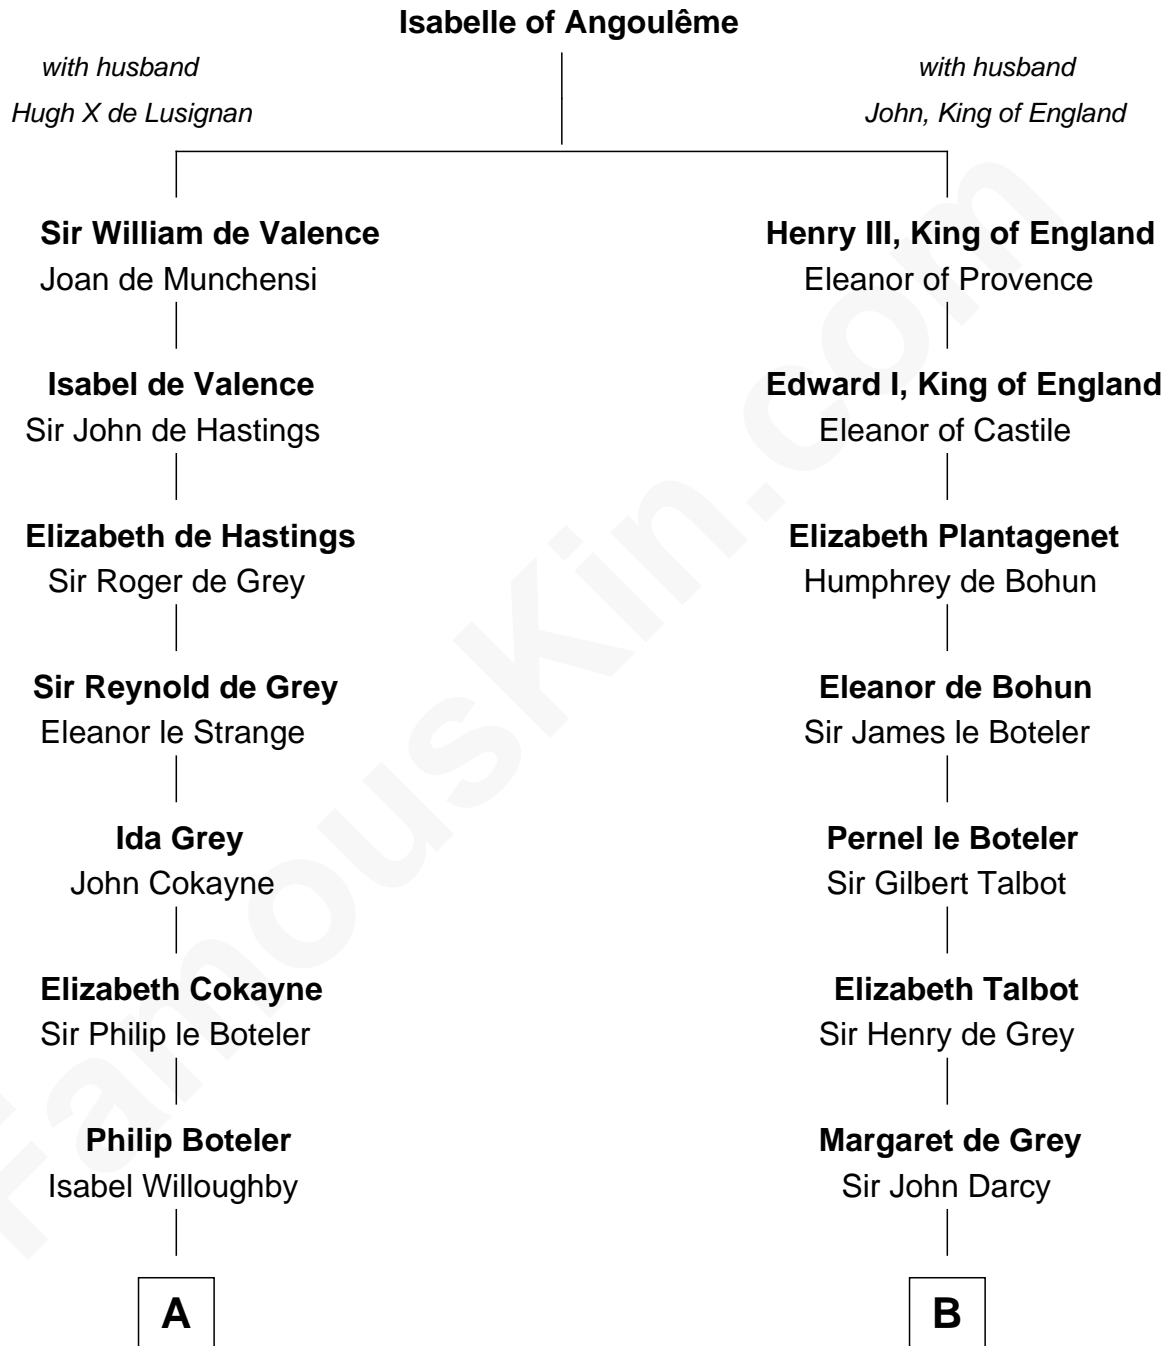 Isabelle of Angoulême
with husband
Hugh X de Lusignan
with husband
John, King of England
Sir William de Valence
Joan de Munchensi
Henry III, King of England
Eleanor of Provence
Isabel de Valence
Sir John de Hastings
Edward I, King of England
Eleanor of Castile
Elizabeth de Hastings
Sir Roger de Grey
Elizabeth Plantagenet
Humphrey de Bohun
Sir Reynold de Grey
Eleanor le Strange
Eleanor de Bohun
Sir James le Boteler
Ida Grey
John Cokayne
Pernel le Boteler
Sir Gilbert Talbot
Elizabeth Cokayne
Sir Philip le Boteler
Elizabeth Talbot
Sir Henry de Grey
Philip Boteler
Isabel Willoughby
Margaret de Grey
Sir John Darcy
A
B
FamousKin.com